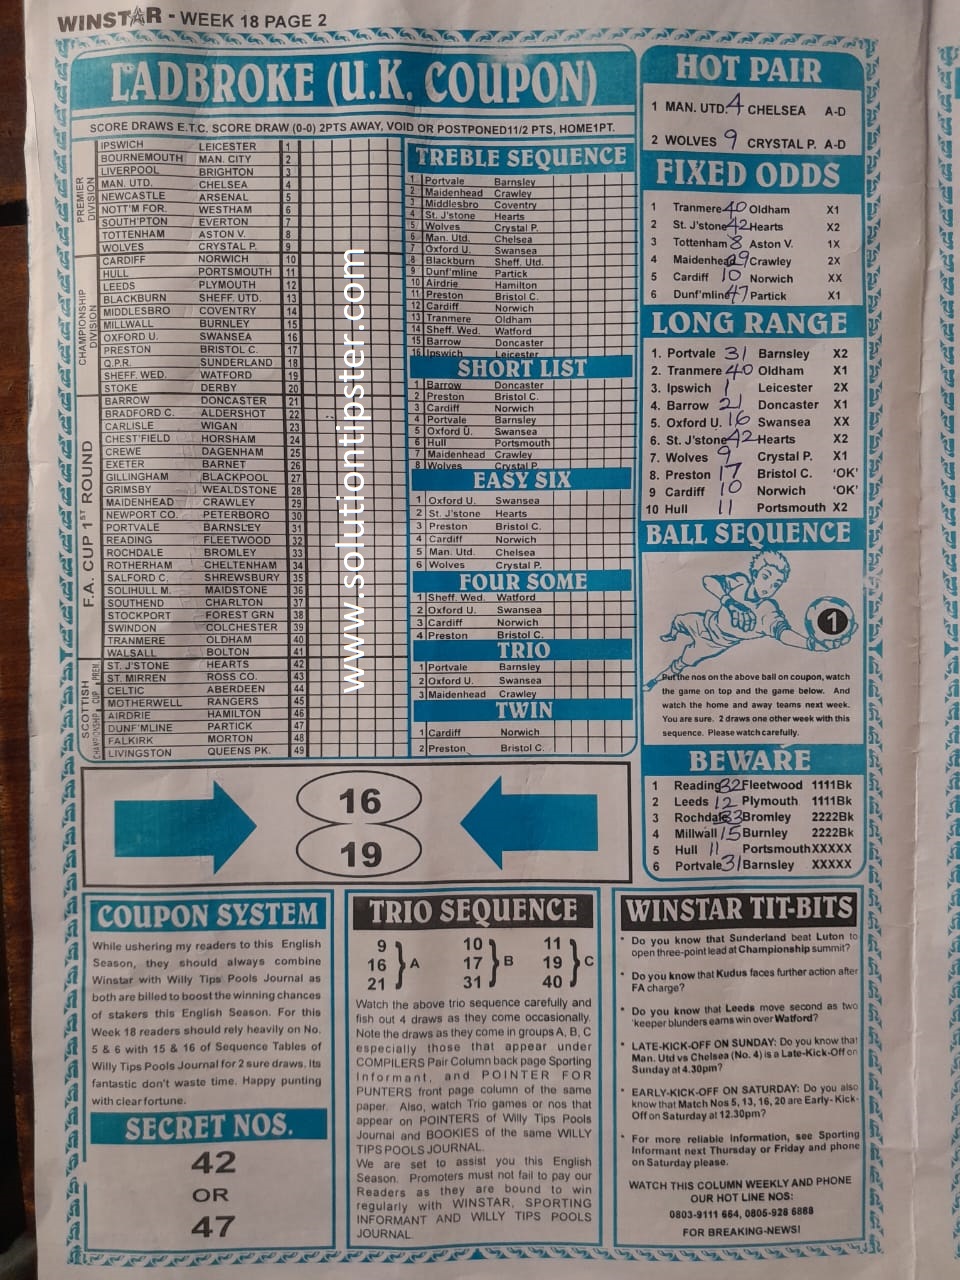 WINSTAR - WEEK 18 PAGE 2
LADBROKE (U.K. COUPON)
SCORE DRAWS E.T.C. SCORE DRAW (0-0) 2PTS AWAY, VOID OR POSTPONED11/2 PTS, HOME1PT.
PREMIER DIVISION
IPSWICH LEICESTER 1
BOURNEMOUTH MAN. CITY 2
LIVERPOOL BRIGHTON 3
MAN. UTD. CHELSEA 4
NEWCASTLE ARSENAL 5
NOTT'M FOR. WESTHAM 6
SOUTH'PTON EVERTON 7
TOTTENHAM ASTON V. 8
WOLVES CRYSTAL P. 9
CHAMPIONSHIP DIVISION
CARDIFF NORWICH 10
HULL PORTSMOUTH 11
LEEDS PLYMOUTH 12
BLACKBURN SHEFF. UTD. 13
MIDDLESBRO COVENTRY 14
MILLWALL BURNLEY 15
OXFORD U. SWANSEA 16
PRESTON BRISTOL C. 17
Q.P.R. SUNDERLAND 18
SHEFF. WED. WATFORD 19
STOKE DERBY 20
F.A. CUP 1ST ROUND
BARROW DONCASTER 21
BRADFORD C. ALDERSHOT 22
CARLISLE WIGAN 23
CHEST'FIELD HORSHAM 24
CREWE DAGENHAM 25
EXETER BARNET 26
GILLINGHAM BLACKPOOL 27
GRIMSBY WEALDSTONE 28
MAIDENHEAD CRAWLEY 29
NEWPORT CO. PETERBORO 30
PORTVALE BARNSLEY 31
READING FLEETWOOD 32
ROCHDALE BROMLEY 33
ROTHERHAM CHELTENHAM 34
SALFORD C. SHREWSBURY 35
SOLIHULL M. MAIDSTONE 36
SOUTHEND CHARLTON 37
STOCKPORT FOREST GRN 38
SWINDON COLCHESTER 39
TRANMERE OLDHAM 40
WALSALL BOLTON 41
SCOTTISH
PREM
CUP
CHAMPIONSHIP
ST. J'STONE HEARTS 42
ST. MIRREN ROSS CO. 43
CELTIC ABERDEEN 44
MOTHERWELL RANGERS 45
AIRDRIE HAMILTON 46
DUNF'MLINE PARTICK 47
FALKIRK MORTON 48
LIVINGSTON QUEENS PK. 49
www.solutiontipster.com
TREBLE SEQUENCE
1 Portvale Barnsley
2 Maidenhead Crawley
3 Middlesbro Coventry
4 St. J'stone Hearts
5 Wolves Crystal P.
6 Man. Utd. Chelsea
7 Oxford U. Swansea
8 Blackburn Sheff. Utd.
9 Dunf'mline Partick
10 Airdrie Hamilton
11 Preston Bristol C.
12 Cardiff Norwich
13 Tranmere Oldham
14 Sheff. Wed. Watford
15 Barrow Doncaster
16 Ipswich Leicester
SHORT LIST
1 Barrow Doncaster
2 Preston Bristol C.
3 Cardiff Norwich
4 Portvale Barnsley
5 Oxford U. Swansea
6 Hull Portsmouth
7 Maidenhead Crawley
8 Wolves Crystal P.
EASY SIX
1 Oxford U. Swansea
2 St. J'stone Hearts
3 Preston Bristol C.
4 Cardiff Norwich
5 Man. Utd. Chelsea
6 Wolves Crystal P.
FOUR SOME
1 Sheff. Wed. Watford
2 Oxford U. Swansea
3 Cardiff Norwich
4 Preston Bristol C.
TRIO
1 Portvale Barnsley
2 Oxford U. Swansea
3 Maidenhead Crawley
TWIN
1 Cardiff Norwich
2 Preston Bristol C.
HOT PAIR
1 MAN. UTD. 4 CHELSEA A-D
2 WOLVES 9 CRYSTAL P. A-D
FIXED ODDS
1 Tranmere 40 Oldham X1
2 St. J'stone 42 Hearts X2
3 Tottenham 8 Aston V. 1X
4 Maidenhead 29 Crawley 2X
5 Cardiff 10 Norwich XX
6 Dunf'mline 47 Partick X1
LONG RANGE
1. Portvale 31 Barnsley X2
2. Tranmere 40 Oldham X1
3. Ipswich 1 Leicester 2X
4. Barrow 21 Doncaster X1
5. Oxford U. 16 Swansea XX
6. St. J'stone 42 Hearts X2
7. Wolves 9 Crystal P. X1
8. Preston 17 Bristol C. 'OK'
9 Cardiff 10 Norwich 'OK'
10 Hull 11 Portsmouth X2
BALL SEQUENCE
1
Put the nos on the above ball on coupon, watch
the game on top and the game below. And
watch the home and away teams next week.
You are sure. 2 draws one other week with this
sequence. Please watch carefully.
BEWARE
1 Reading 32 Fleetwood 1111Bk
2 Leeds 12 Plymouth 1111Bk
3 Rochdale 33 Bromley 2222Bk
4 Millwall 15 Burnley 2222Bk
5 Hull 11 Portsmouth XXXXX
6 Portvale 31 Barnsley XXXXX
16
19
COUPON SYSTEM
While ushering my readers to this English
Season, they should always combine
Winstar with Willy Tips Pools Journal as
both are billed to boost the winning chances
of stakers this English Season. For this
Week 18 readers should rely heavily on No.
5 & 6 with 15 & 16 of Sequence Tables of
Willy Tips Pools Journal for 2 sure draws. Its
fantastic don't waste time. Happy punting
with clear fortune.
SECRET NOS.
42
OR
47
TRIO SEQUENCE
9 10 11
16 A 17 B 19 C
21 31 40
Watch the above trio sequence carefully and
fish out 4 draws as they come occasionally.
Note the draws as they come in groups A, B, C
especially those that appear under
COMPILERS Pair Column back page Sporting
Informant, and POINTER FOR
PUNTERS front page column of the same
paper. Also, watch Trio games or nos that
appear on POINTERS of Willy Tips Pools
Journal and BOOKIES of the same WILLY
TIPS POOLS JOURNAL.
We are set to assist you this English
Season. Promoters must not fail to pay our
Readers as they are bound to win
regularly with WINSTAR, SPORTING
INFORMANT AND WILLY TIPS POOLS
JOURNAL.
WINSTAR TIT-BITS
* Do you know that Sunderland beat Luton to
open three-point lead at Championship summit?
* Do you know that Kudus faces further action after
FA charge?
* Do you know that Leeds move second as two
'keeper blunders earns win over Watford?
* LATE-KICK-OFF ON SUNDAY: Do you know that
Man. Utd vs Chelsea (No. 4) is a Late-Kick-Off on
Sunday at 4.30pm?
* EARLY-KICK-OFF ON SATURDAY: Do you also
know that Match Nos 5, 13, 16, 20 are Early- Kick-
Off on Saturday at 12.30pm?
* For more reliable Information, see Sporting
Informant next Thursday or Friday and phone
on Saturday please.
WATCH THIS COLUMN WEEKLY AND PHONE
OUR HOT LINE NOS:
0803-9111 664, 0805-926 6868
FOR BREAKING-NEWS!